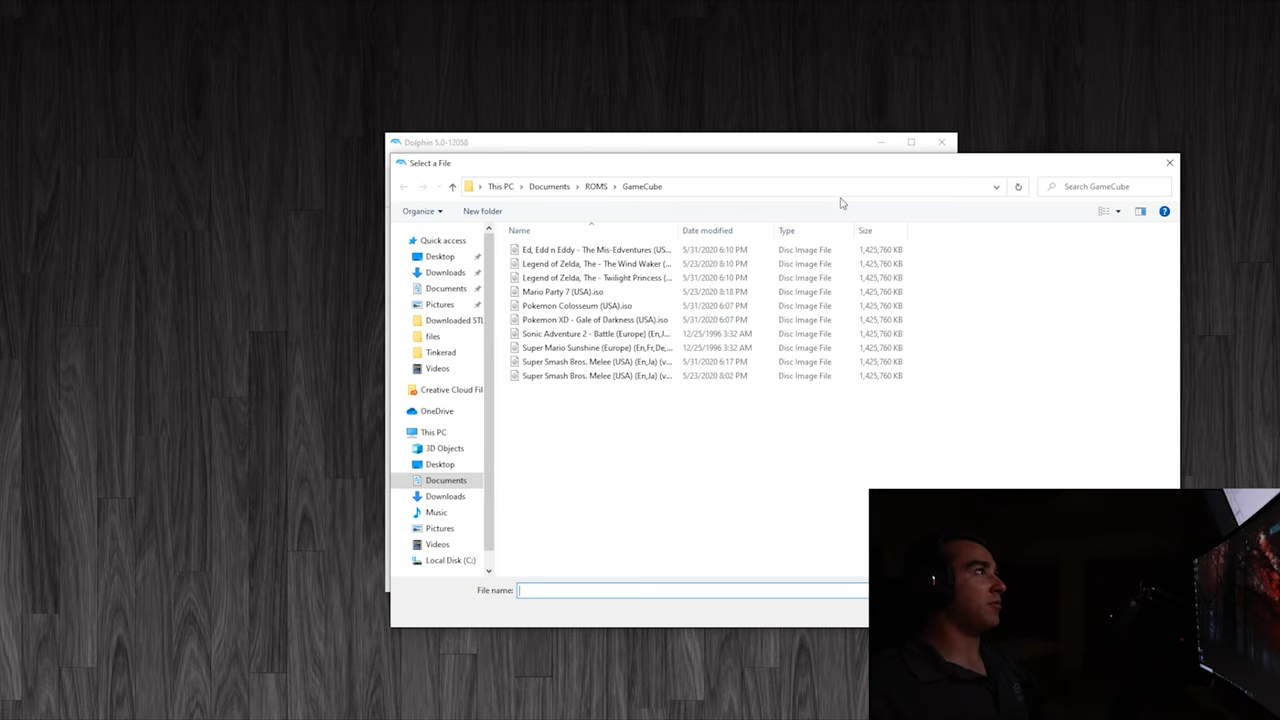 Dolphin 5.0-12058
Select a File
This PC > Documents > ROMS > GameCube
Search GameCube
Organize
New folder
Name Date modified Type Size
Quick access
Desktop
Downloads
Documents
Pictures
Downloaded STL
files
Tinkerad
Videos
Creative Cloud Fil
OneDrive
This PC
3D Objects
Desktop
Documents
Downloads
Music
Pictures
Videos
Local Disk (C:)
Ed, Edd n Eddy - The Mis-Edventures (US... 5/31/2020 6:10 PM Disc Image File 1,425,760 KB
Legend of Zelda, The - The Wind Waker (... 5/23/2020 8:10 PM Disc Image File 1,425,760 KB
Legend of Zelda, The - Twilight Princess (... 5/31/2020 6:10 PM Disc Image File 1,425,760 KB
Mario Party 7 (USA).iso 5/23/2020 8:18 PM Disc Image File 1,425,760 KB
Pokemon Colosseum (USA).iso 5/31/2020 6:07 PM Disc Image File 1,425,760 KB
Pokemon XD - Gale of Darkness (USA).iso 5/31/2020 6:07 PM Disc Image File 1,425,760 KB
Sonic Adventure 2 - Battle (Europe) (En,J... 12/25/1996 3:32 AM Disc Image File 1,425,760 KB
Super Mario Sunshine (Europe) (En,Fr,De,... 12/25/1996 3:32 AM Disc Image File 1,425,760 KB
Super Smash Bros. Melee (USA) (En,Ja) (v... 5/31/2020 6:17 PM Disc Image File 1,425,760 KB
Super Smash Bros. Melee (USA) (En,Ja) (v... 5/23/2020 8:02 PM Disc Image File 1,425,760 KB
File name: